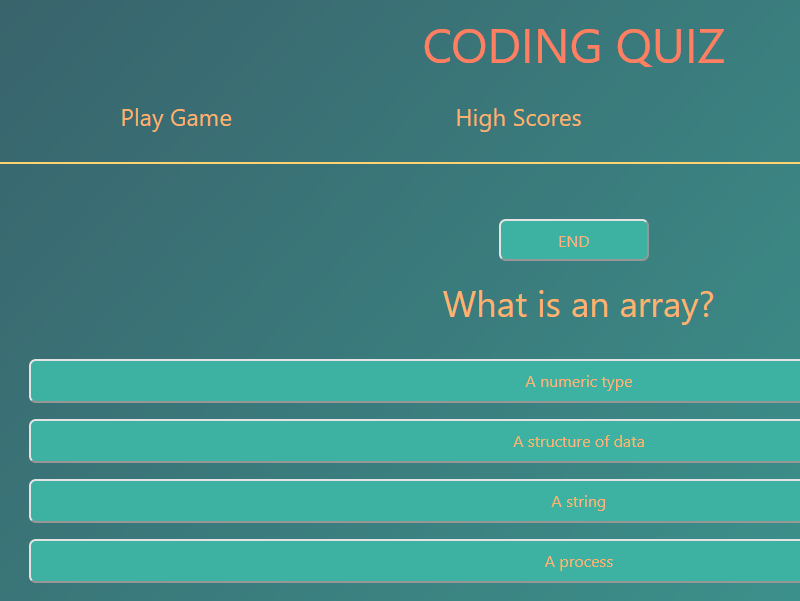 CODING QUIZ
Play Game High Scores
END
What is an array?
A numeric type
A structure of data
A string
A process